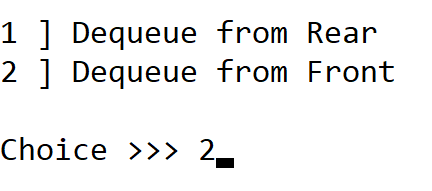 1 ] Dequeue from Rear
2 ] Dequeue from Front
Choice >>> 2